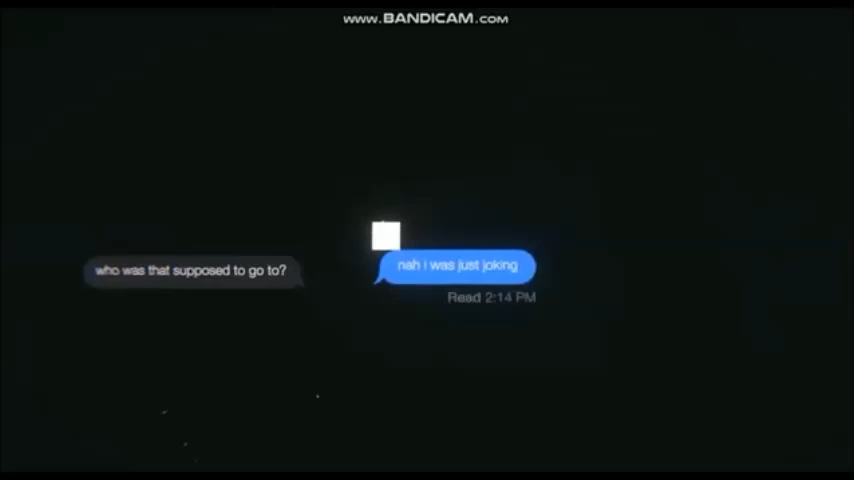 www.BANDICAM.com
who was that supposed to go to?
nah i was just joking
Read 2:14 PM